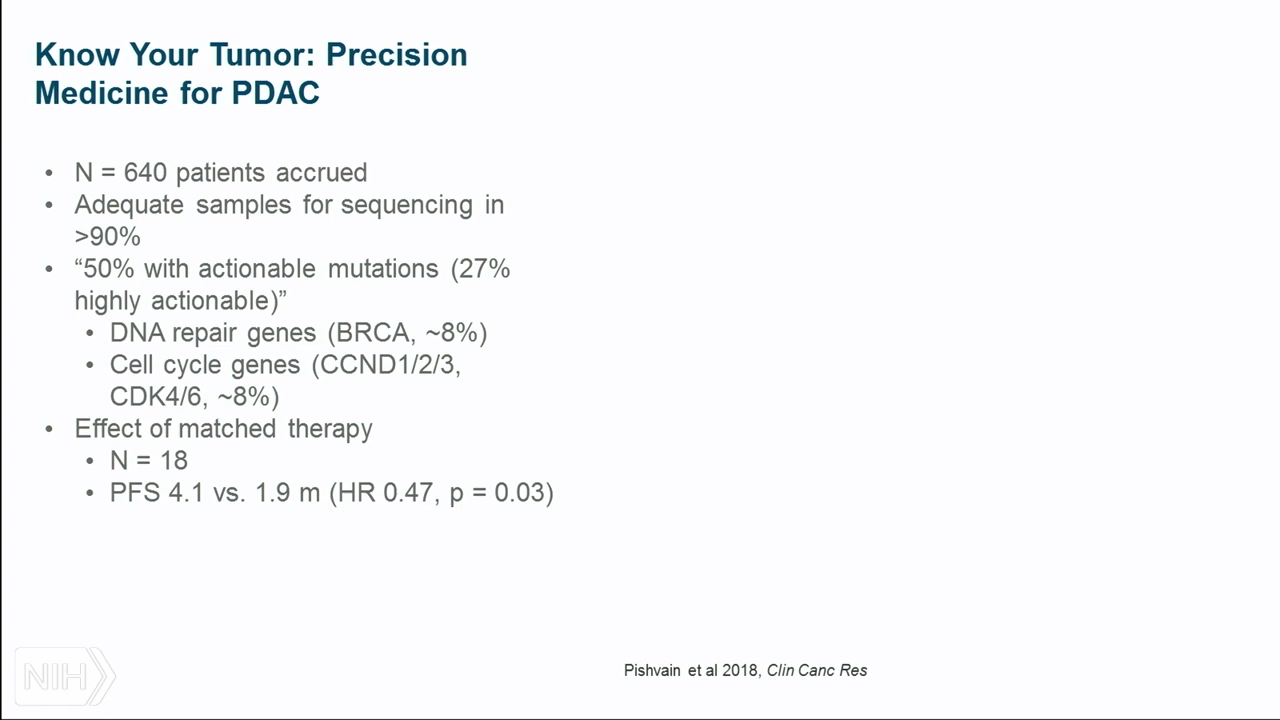 Know Your Tumor: Precision
Medicine for PDAC
• N = 640 patients accrued
• Adequate samples for sequencing in
>90%
• “50% with actionable mutations (27%
highly actionable)”
• DNA repair genes (BRCA, ~8%)
• Cell cycle genes (CCND1/2/3,
CDK4/6, ~8%)
• Effect of matched therapy
• N = 18
• PFS 4.1 vs. 1.9 m (HR 0.47, p = 0.03)
Pishvain et al 2018, Clin Canc Res
NIH